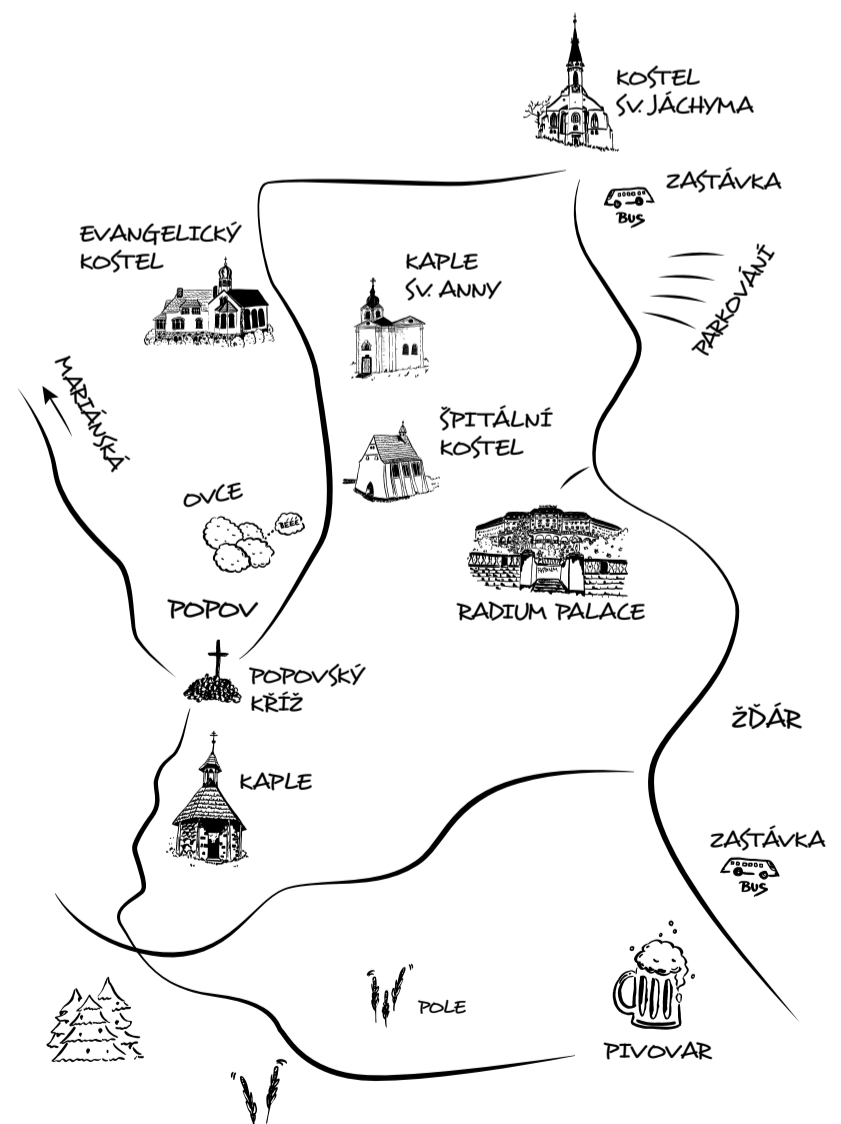 KOSTEL
SV. JÁCHYMA
ZASTÁVKA
BUS
PARKOVÁNÍ
EVANGELICKÝ
KOSTEL
KAPLE
SV. ANNY
MARIÁNSKÁ
ŠPITÁLNÍ
KOSTEL
OVCE
BÉÉÉ
POPOV
RADIUM PALACE
POPOVSKÝ
KŘÍŽ
ŽĎÁR
KAPLE
ZASTÁVKA
BUS
POLE
PIVOVAR